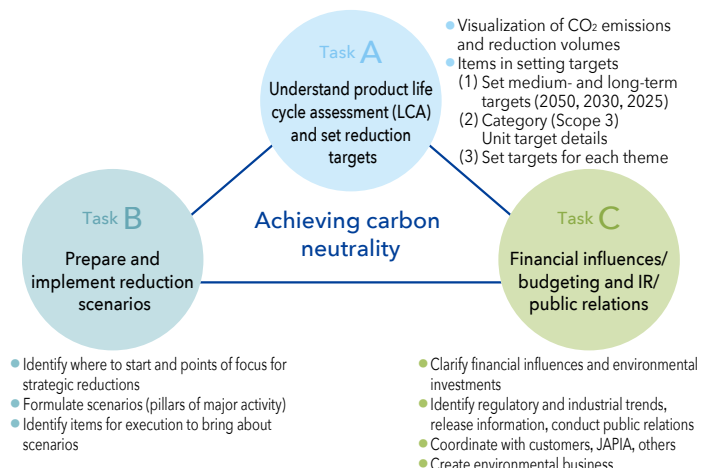 Task A
Understand product life
cycle assessment (LCA)
and set reduction
targets
● Visualization of CO₂ emissions
and reduction volumes
● Items in setting targets
(1) Set medium- and long-term
targets (2050, 2030, 2025)
(2) Category (Scope 3)
Unit target details
(3) Set targets for each theme
Achieving carbon
neutrality
Task B
Prepare and
implement reduction
scenarios
Task C
Financial influences/
budgeting and IR/
public relations
● Identify where to start and points of focus for
strategic reductions
● Formulate scenarios (pillars of major activity)
● Identify items for execution to bring about
scenarios
● Clarify financial influences and environmental
investments
● Identify regulatory and industrial trends,
release information, conduct public relations
● Coordinate with customers, JAPIA, others
● Create environmental business